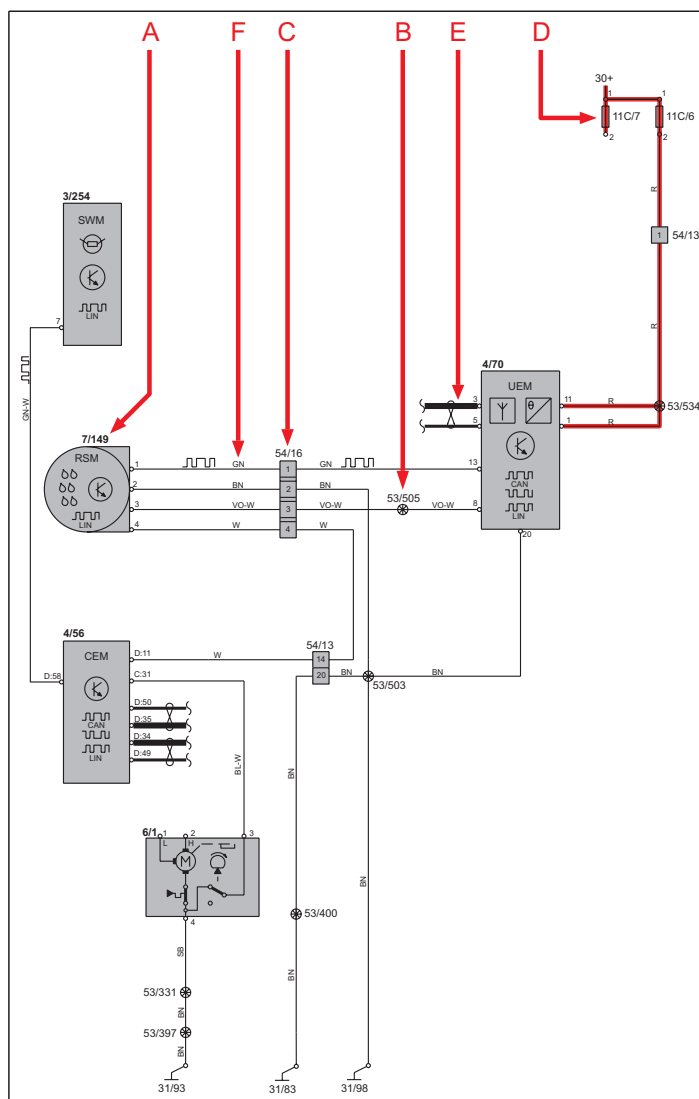 A F C B E D
30+
1 1
11C/7 11C/6
2 2
R
3/254
SWM
LIN
7
1 54/13
R
GN-W
4/70
UEM
3 11
R
53/534
5 1
R
θ
7/149
RSM
LIN
54/16
1 GN 1 GN 13
2 BN 2 BN
53/505
3 VO-W 3 VO-W VO-W 8
4 W 4 W
CAN
LIN
20
4/56
CEM
D:11 W
54/13
14
D:58
C:31
20 BN BN
53/503
D:50
D:35
CAN
D:34
LIN
D:49
BL-W
BN
6/1
1 2 3
L H
M
4
BN
53/400
SB
BN
53/331
BN
53/397
BN
31/93 31/83 31/98